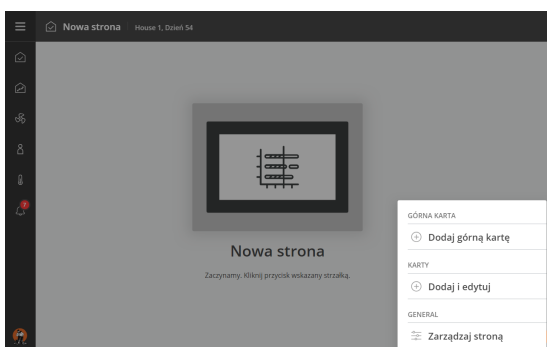 Nowa strona House 1, Dzień 54
7
Nowa strona
Zaczynamy. Kliknij przycisk wskazany strzałką.
GÓRNA KARTA
Dodaj górną kartę
KARTY
Dodaj i edytuj
GENERAL
Zarządzaj stroną